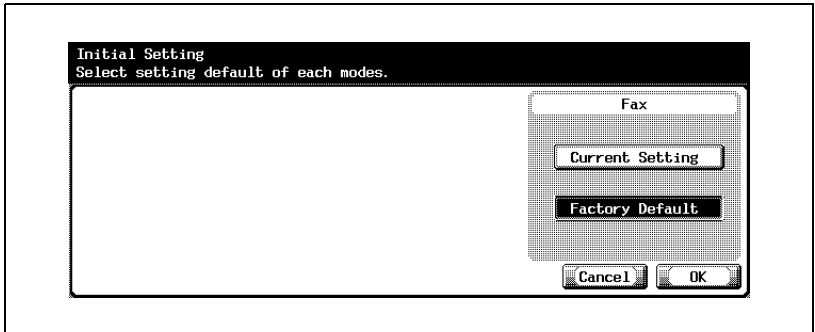 Initial Setting
Select setting default of each modes.
Fax
Current Setting
Factory Default
Cancel
OK